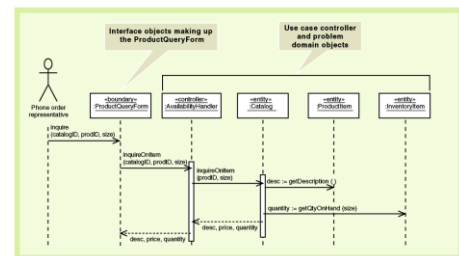 Interface objects making up
the ProductQueryForm
Use case controller
and problem
domain objects
Phone order
representative
«boundary»
:ProductQueryForm
«controller»
:AvailabilityHandler
«entity»
:Catalog
«entity»
:ProductItem
«entity»
:InventoryItem
inquire
(catalogID, prodID, size)
inquireOnItem
(catalogID, prodID, size)
inquireOnItem
(prodID, size)
desc := getDescription ( )
quantity := getQtyOnHand (size)
desc, price, quantity
desc, price, quantity